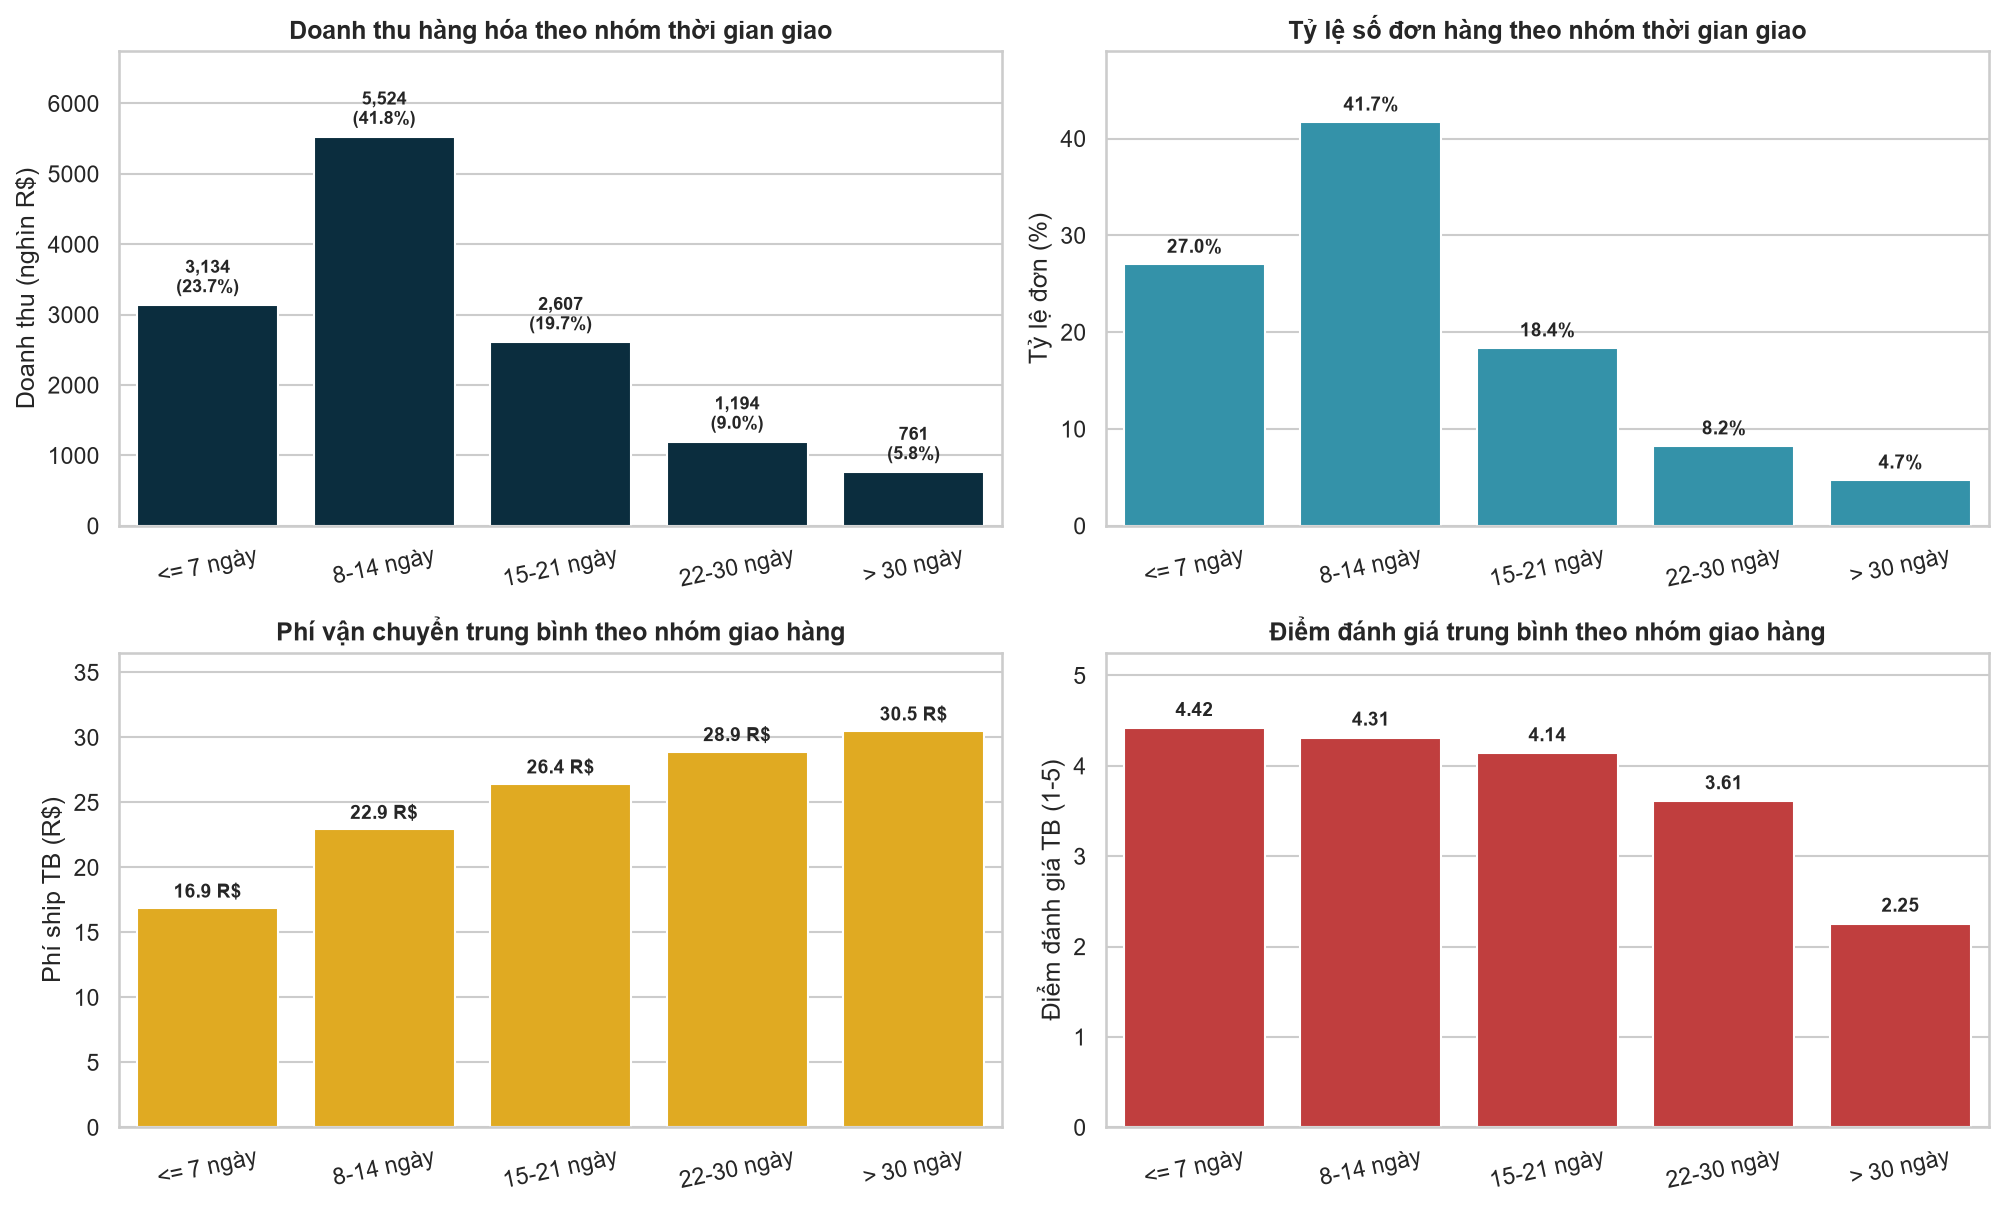 Doanh thu hàng hóa theo nhóm thời gian giao
Doanh thu (nghìn R$)
6000
5000
4000
3000
2000
1000
0
3,134
(23.7%)
5,524
(41.8%)
2,607
(19.7%)
1,194
(9.0%)
761
(5.8%)
<= 7 ngày
8-14 ngày
15-21 ngày
22-30 ngày
> 30 ngày
Tỷ lệ số đơn hàng theo nhóm thời gian giao
Tỷ lệ đơn (%)
40
30
20
10
0
27.0%
41.7%
18.4%
8.2%
4.7%
<= 7 ngày
8-14 ngày
15-21 ngày
22-30 ngày
> 30 ngày
Phí vận chuyển trung bình theo nhóm giao hàng
Phí ship TB (R$)
35
30
25
20
15
10
5
0
16.9 R$
22.9 R$
26.4 R$
28.9 R$
30.5 R$
<= 7 ngày
8-14 ngày
15-21 ngày
22-30 ngày
> 30 ngày
Điểm đánh giá trung bình theo nhóm giao hàng
Điểm đánh giá TB (1-5)
5
4
3
2
1
0
4.42
4.31
4.14
3.61
2.25
<= 7 ngày
8-14 ngày
15-21 ngày
22-30 ngày
> 30 ngày